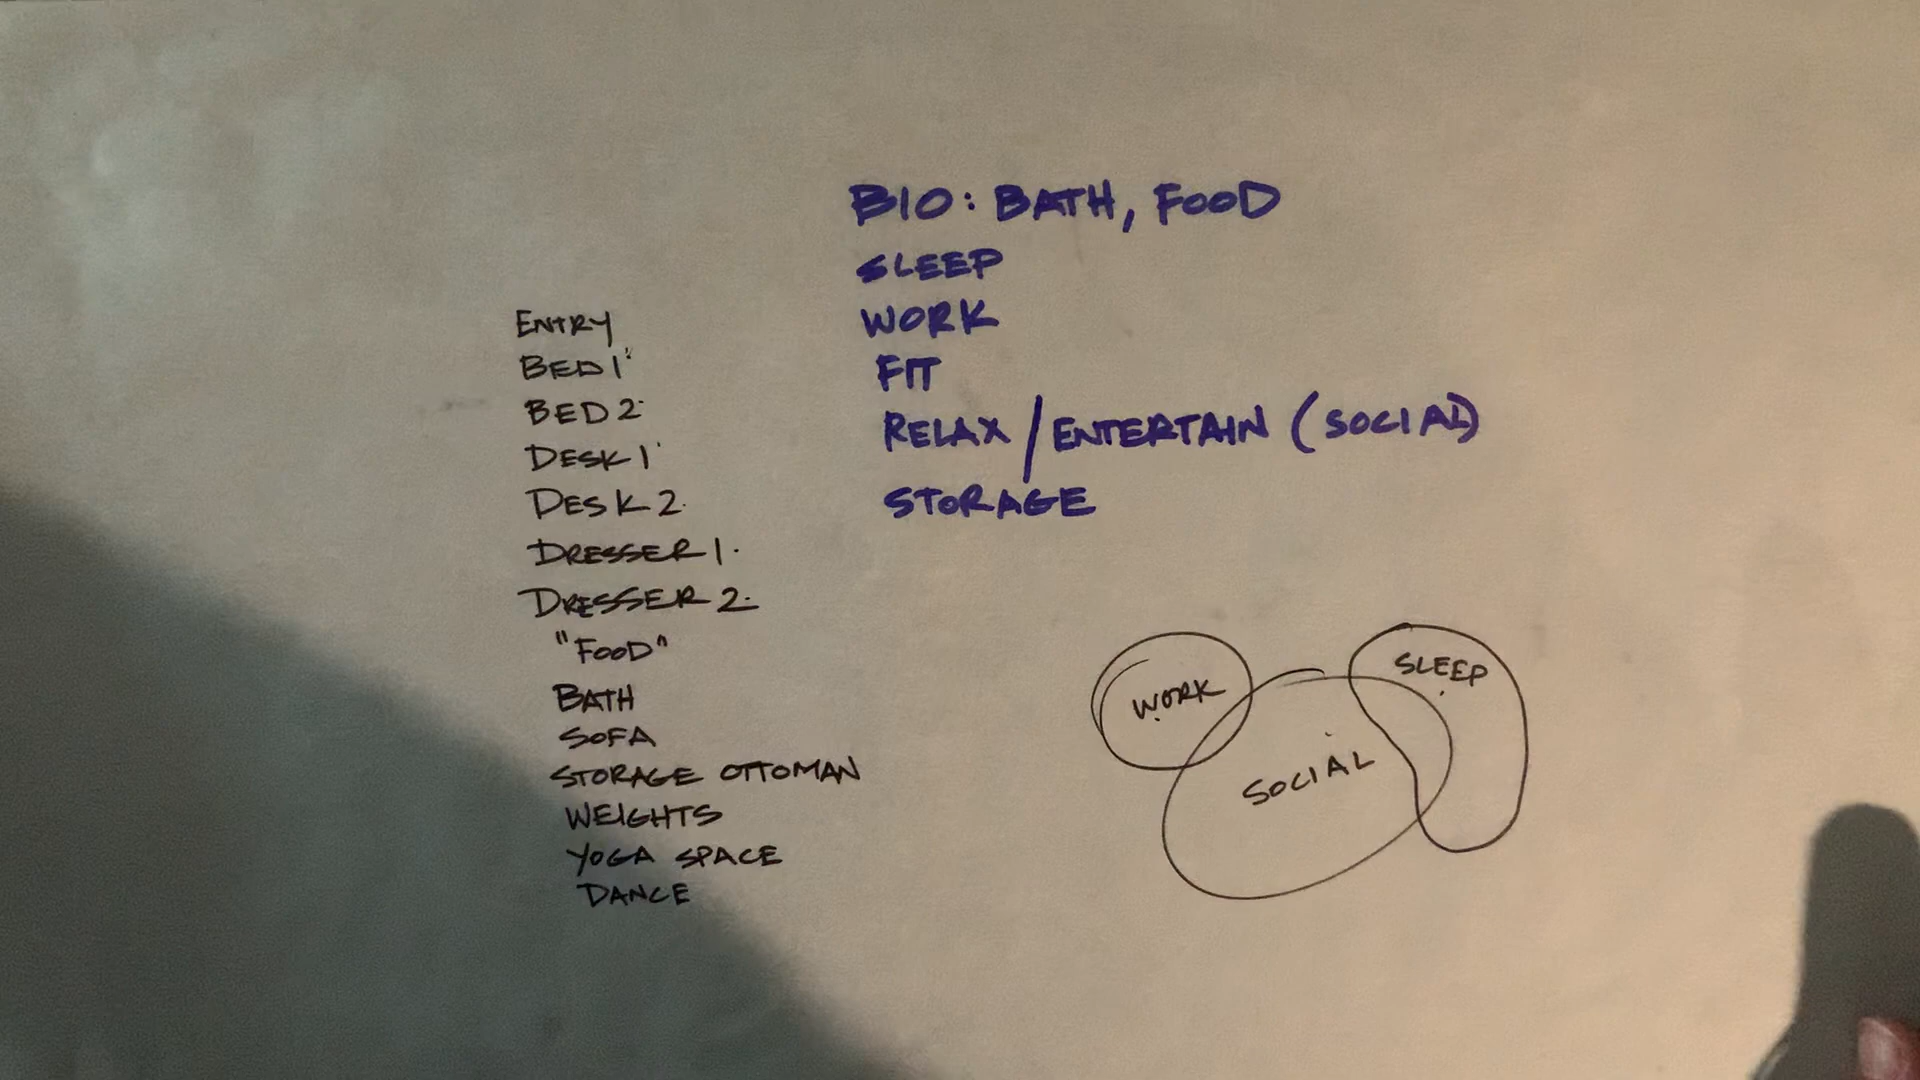 BIO: BATH, FOOD
SLEEP
WORK
FIT
RELAX / ENTERTAIN (SOCIAL)
STORAGE
ENTRY
BED 1
BED 2
DESK 1
DESK 2
DRESSER 1
DRESSER 2
"FOOD"
BATH
SOFA
STORAGE OTTOMAN
WEIGHTS
YOGA SPACE
DANCE
WORK
SLEEP
SOCIAL